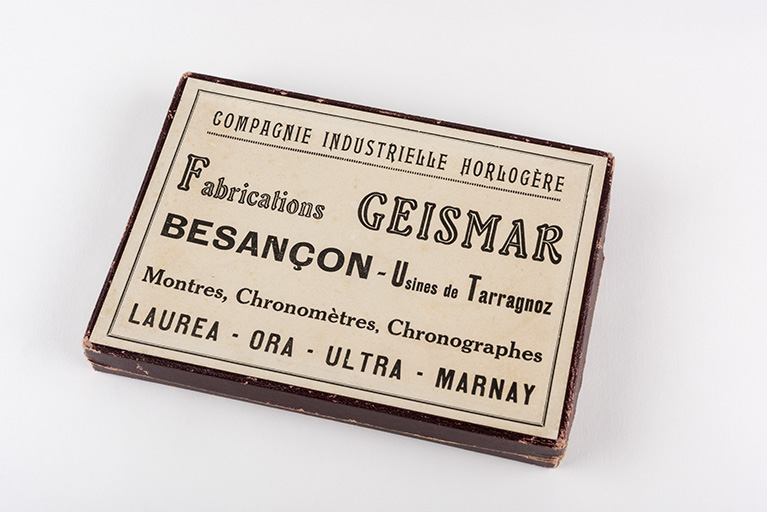 COMPAGNIE INDUSTRIELLE HORLOGÈRE
Fabrications GEISMAR
BESANÇON - Usines de Tarragnoz
Montres, Chronomètres, Chronographes
LAUREA - ORA - ULTRA - MARNAY